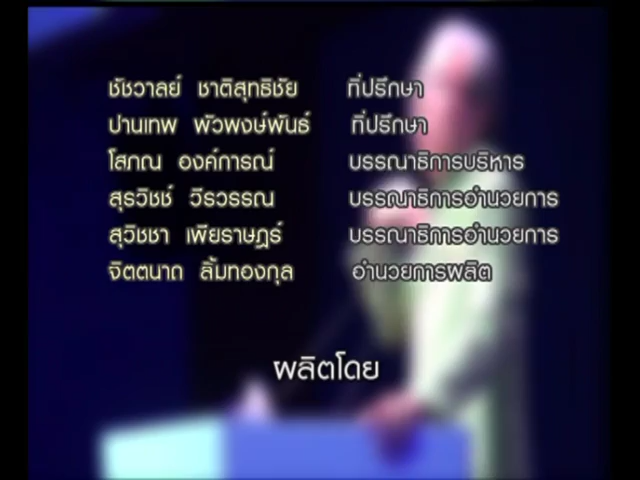 ชัชวาลย์ ชาติสุทธิชัย ที่ปรึกษา
ปานเทพ พัวพงษ์พันธ์ ที่ปรึกษา
โสภณ องค์การณ์ บรรณาธิการบริหาร
สุรวิชช์ วีรวรรณ บรรณาธิการอำนวยการ
สุวิชชา เพียราษฎร์ บรรณาธิการอำนวยการ
จิตตนาถ ลิ้มทองกุล อำนวยการผลิต
ผลิตโดย